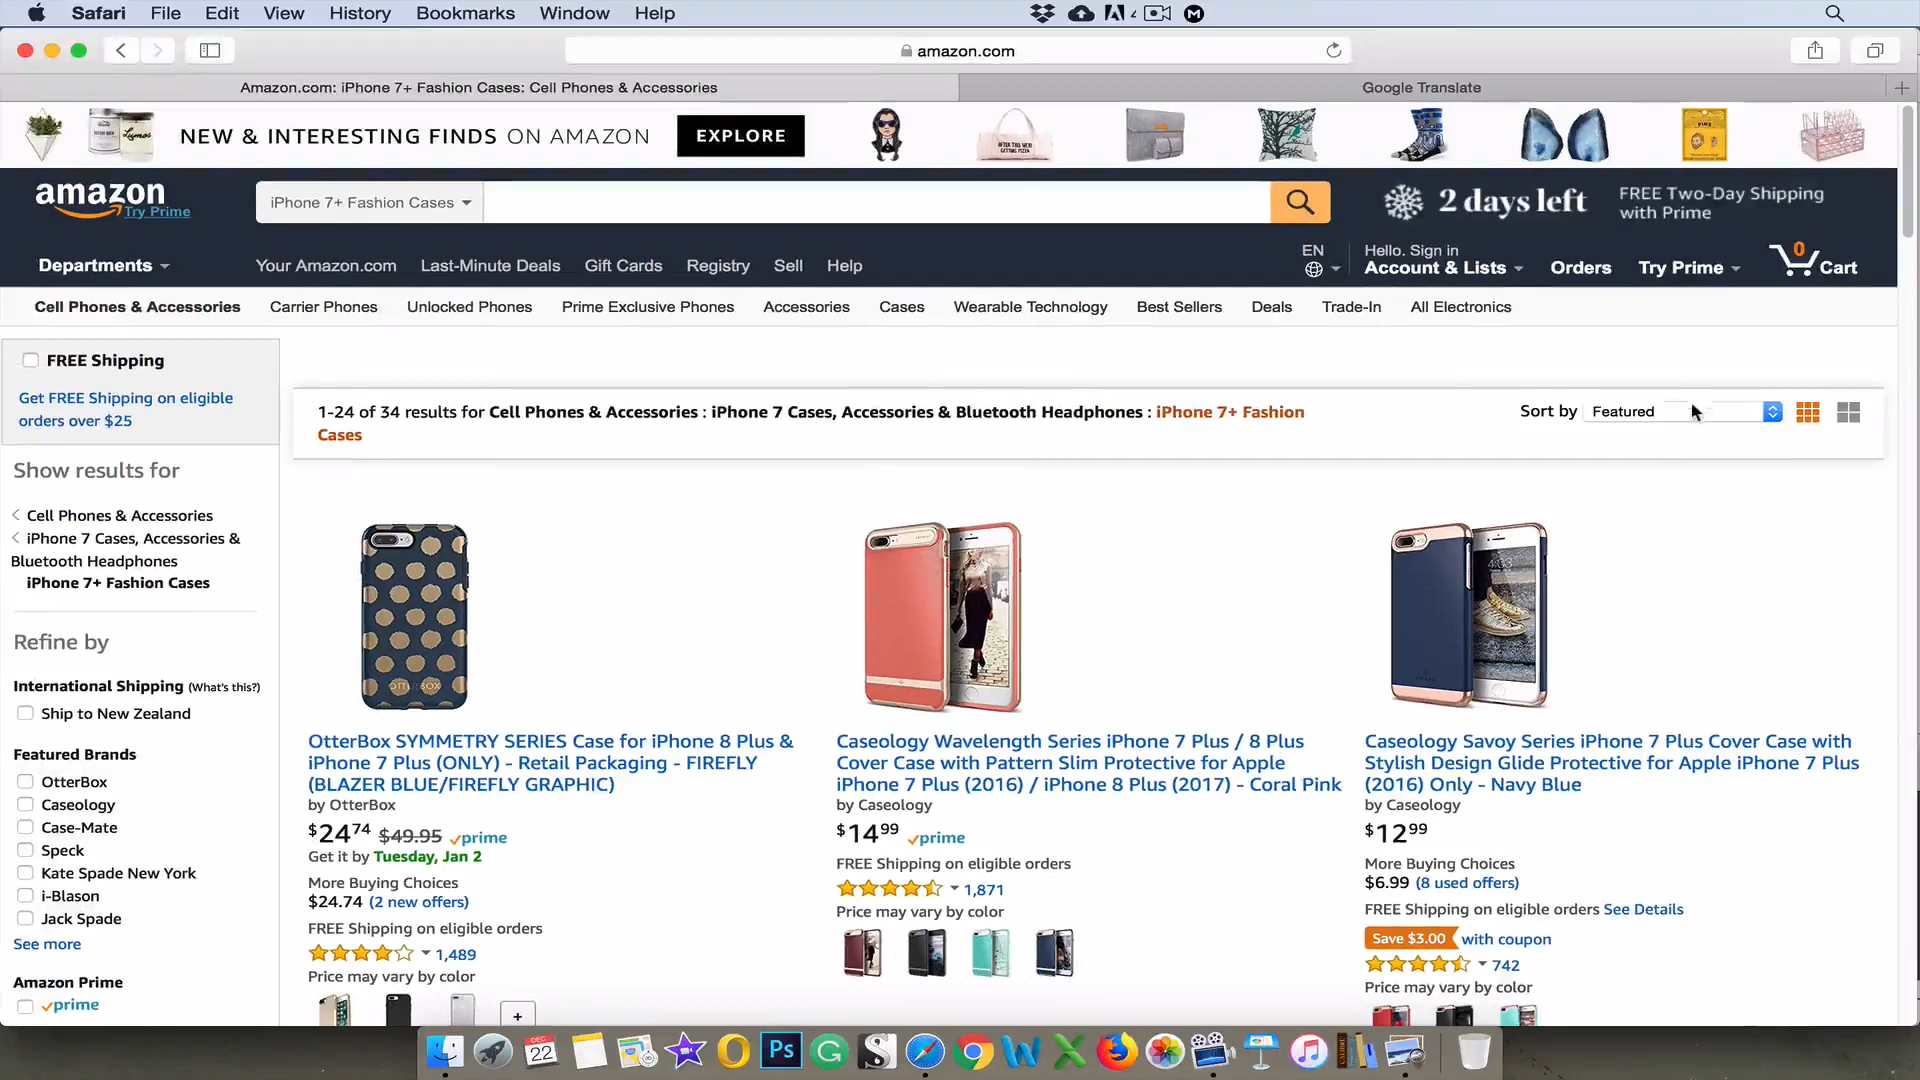 Safari File Edit View History Bookmarks Window Help
amazon.com
Amazon.com: iPhone 7+ Fashion Cases: Cell Phones & Accessories
Google Translate
NEW & INTERESTING FINDS ON AMAZON EXPLORE
amazon
Try Prime
iPhone 7+ Fashion Cases
2 days left
FREE Two-Day Shipping
with Prime
Departments
Your Amazon.com Last-Minute Deals Gift Cards Registry Sell Help
EN
Hello. Sign in
Account & Lists
Orders
Try Prime
0
Cart
Cell Phones & Accessories Carrier Phones Unlocked Phones Prime Exclusive Phones Accessories Cases Wearable Technology Best Sellers Deals Trade-In All Electronics
FREE Shipping
Get FREE Shipping on eligible
orders over $25
Show results for
Cell Phones & Accessories
iPhone 7 Cases, Accessories &
Bluetooth Headphones
iPhone 7+ Fashion Cases
Refine by
International Shipping (What's this?)
Ship to New Zealand
Featured Brands
OtterBox
Caseology
Case-Mate
Speck
Kate Spade New York
i-Blason
Jack Spade
See more
Amazon Prime
prime
1-24 of 34 results for Cell Phones & Accessories : iPhone 7 Cases, Accessories & Bluetooth Headphones : iPhone 7+ Fashion
Cases
Sort by Featured
OtterBox SYMMETRY SERIES Case for iPhone 8 Plus &
iPhone 7 Plus (ONLY) - Retail Packaging - FIREFLY
(BLAZER BLUE/FIREFLY GRAPHIC)
by OtterBox
$24 74 $49.95 prime
Get it by Tuesday, Jan 2
More Buying Choices
$24.74 (2 new offers)
FREE Shipping on eligible orders
1,489
Price may vary by color
+
Caseology Wavelength Series iPhone 7 Plus / 8 Plus
Cover Case with Pattern Slim Protective for Apple
iPhone 7 Plus (2016) / iPhone 8 Plus (2017) - Coral Pink
by Caseology
$14 99 prime
FREE Shipping on eligible orders
1,871
Price may vary by color
4:33
Caseology Savoy Series iPhone 7 Plus Cover Case with
Stylish Design Glide Protective for Apple iPhone 7 Plus
(2016) Only - Navy Blue
by Caseology
$12 99
More Buying Choices
$6.99 (8 used offers)
FREE Shipping on eligible orders See Details
Save $3.00 with coupon
742
Price may vary by color
DEC
22
Ps